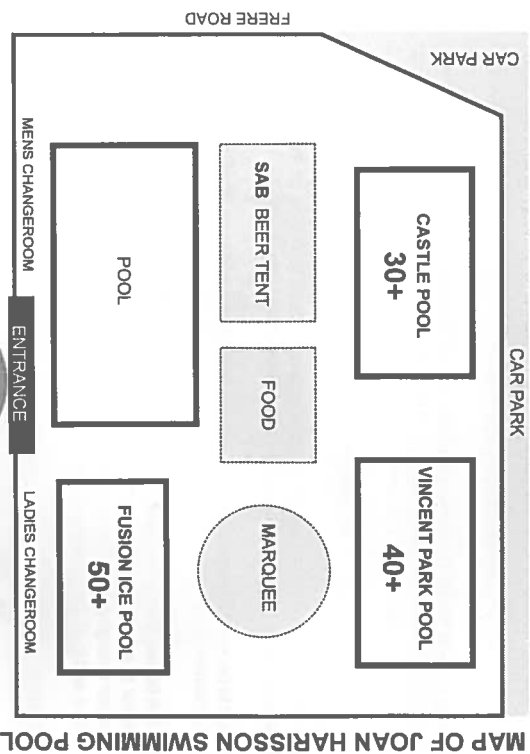 MAP OF JOAN HARISSON SWIMMING POOL
CAR PARK
CAR PARK
FRERE ROAD
CASTLE POOL
30+
VINCENT PARK POOL
40+
SAB BEER TENT
FOOD
MARQUEE
POOL
FUSION ICE POOL
50+
MENS CHANGEROOM
ENTRANCE
LADIES CHANGEROOM